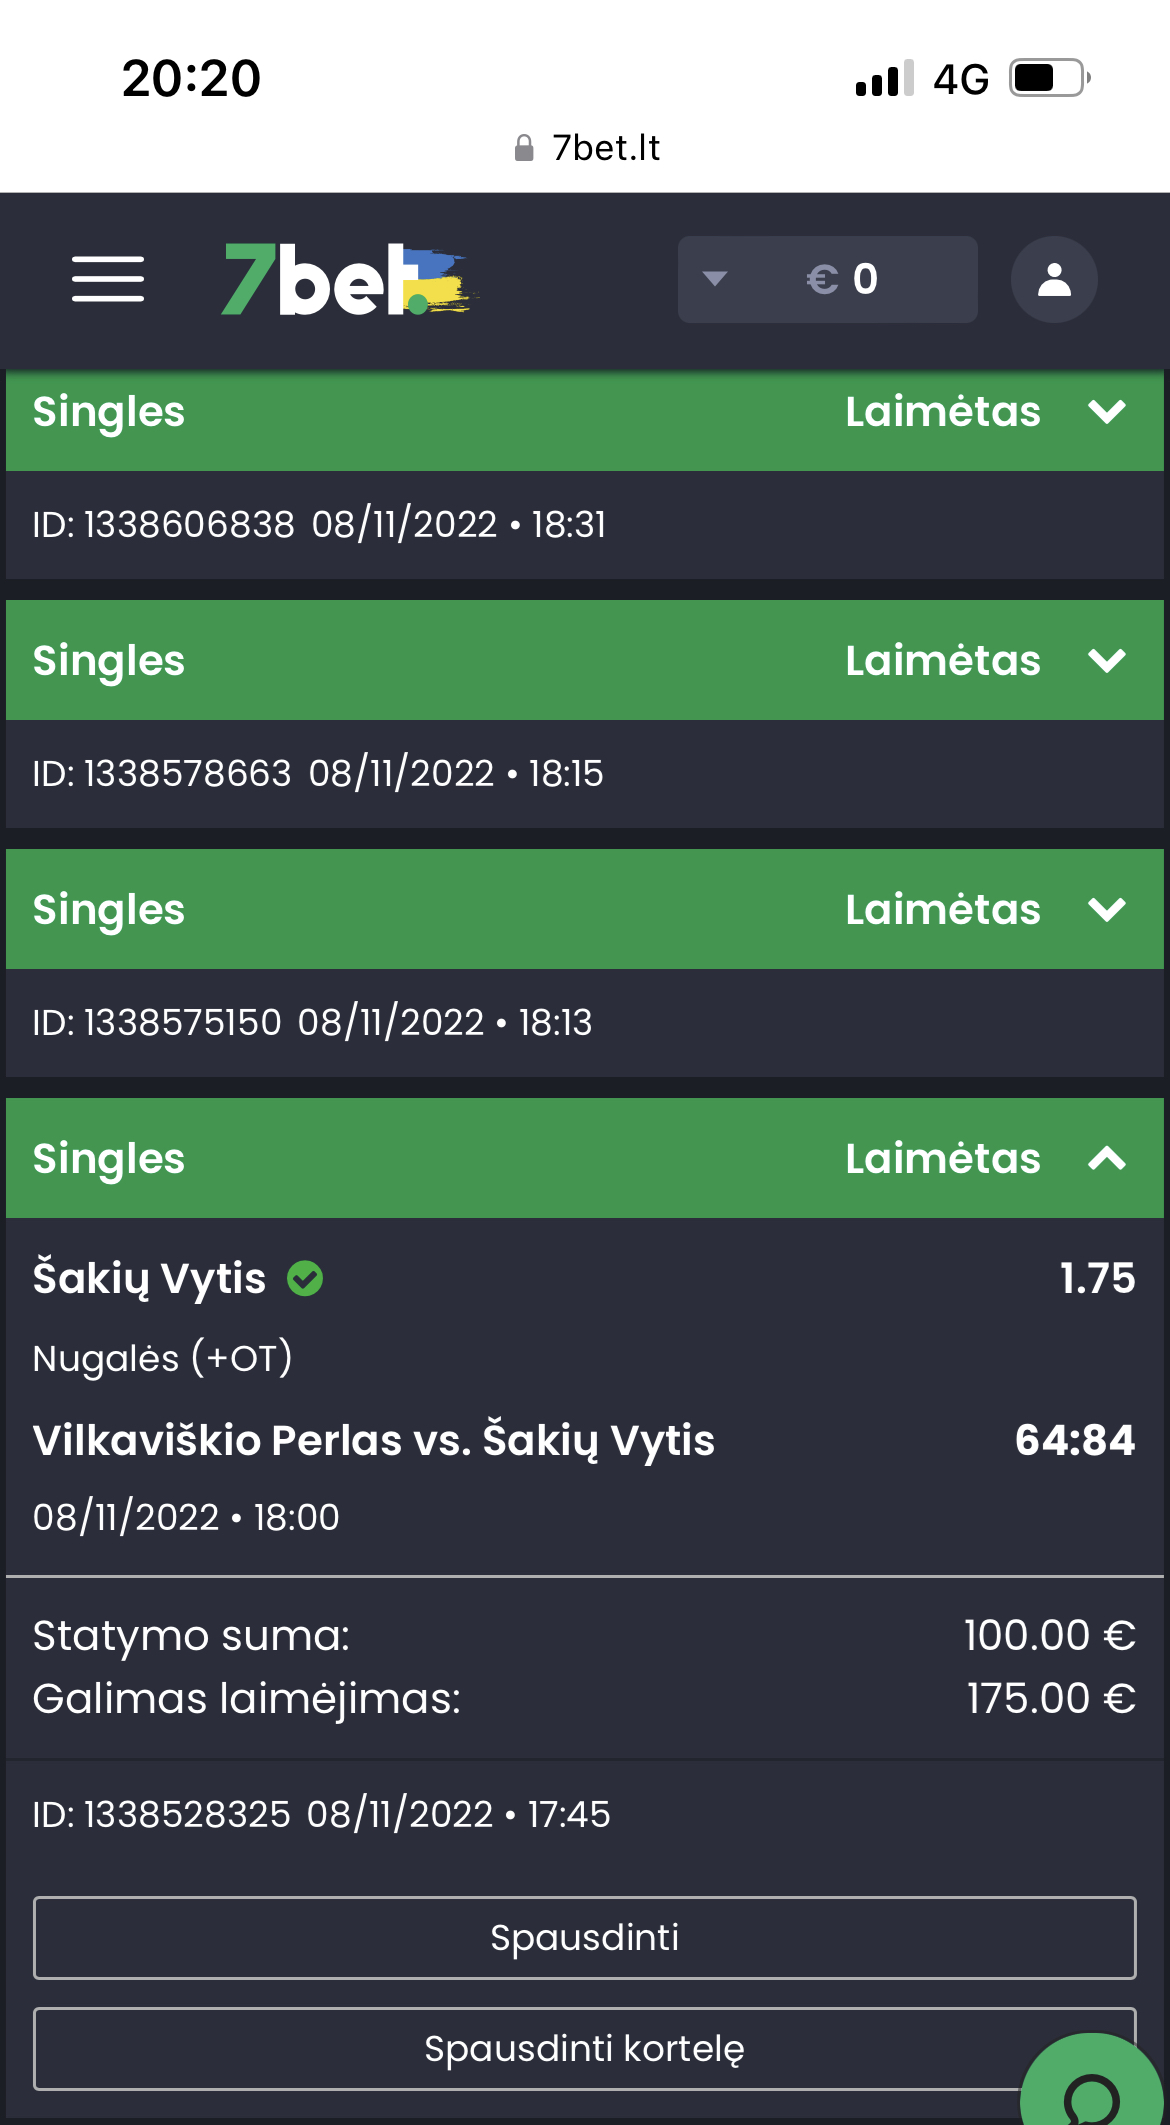 20:20 4G
7bet.lt
7bet. € 0
Singles Laimėtas
ID: 1338606838 08/11/2022 • 18:31
Singles Laimėtas
ID: 1338578663 08/11/2022 • 18:15
Singles Laimėtas
ID: 1338575150 08/11/2022 • 18:13
Singles Laimėtas
Šakių Vytis 1.75
Nugalės (+OT)
Vilkaviškio Perlas vs. Šakių Vytis 64:84
08/11/2022 • 18:00
Statymo suma: 100.00 €
Galimas laimėjimas: 175.00 €
ID: 1338528325 08/11/2022 • 17:45
Spausdinti
Spausdinti kortelę